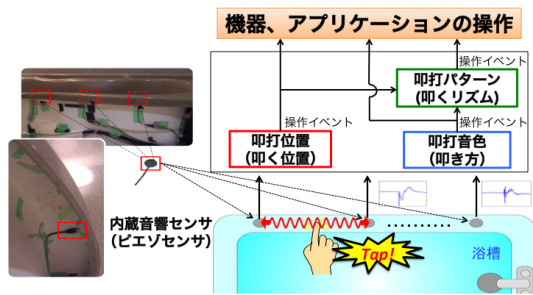 機器、アプリケーションの操作
操作イベント
叩打パターン
(叩くリズム)
操作イベント
操作イベント
叩打位置
(叩く位置)
叩打音色
(叩き方)
内蔵音響センサ
(ピエゾセンサ)
Tap!
浴槽